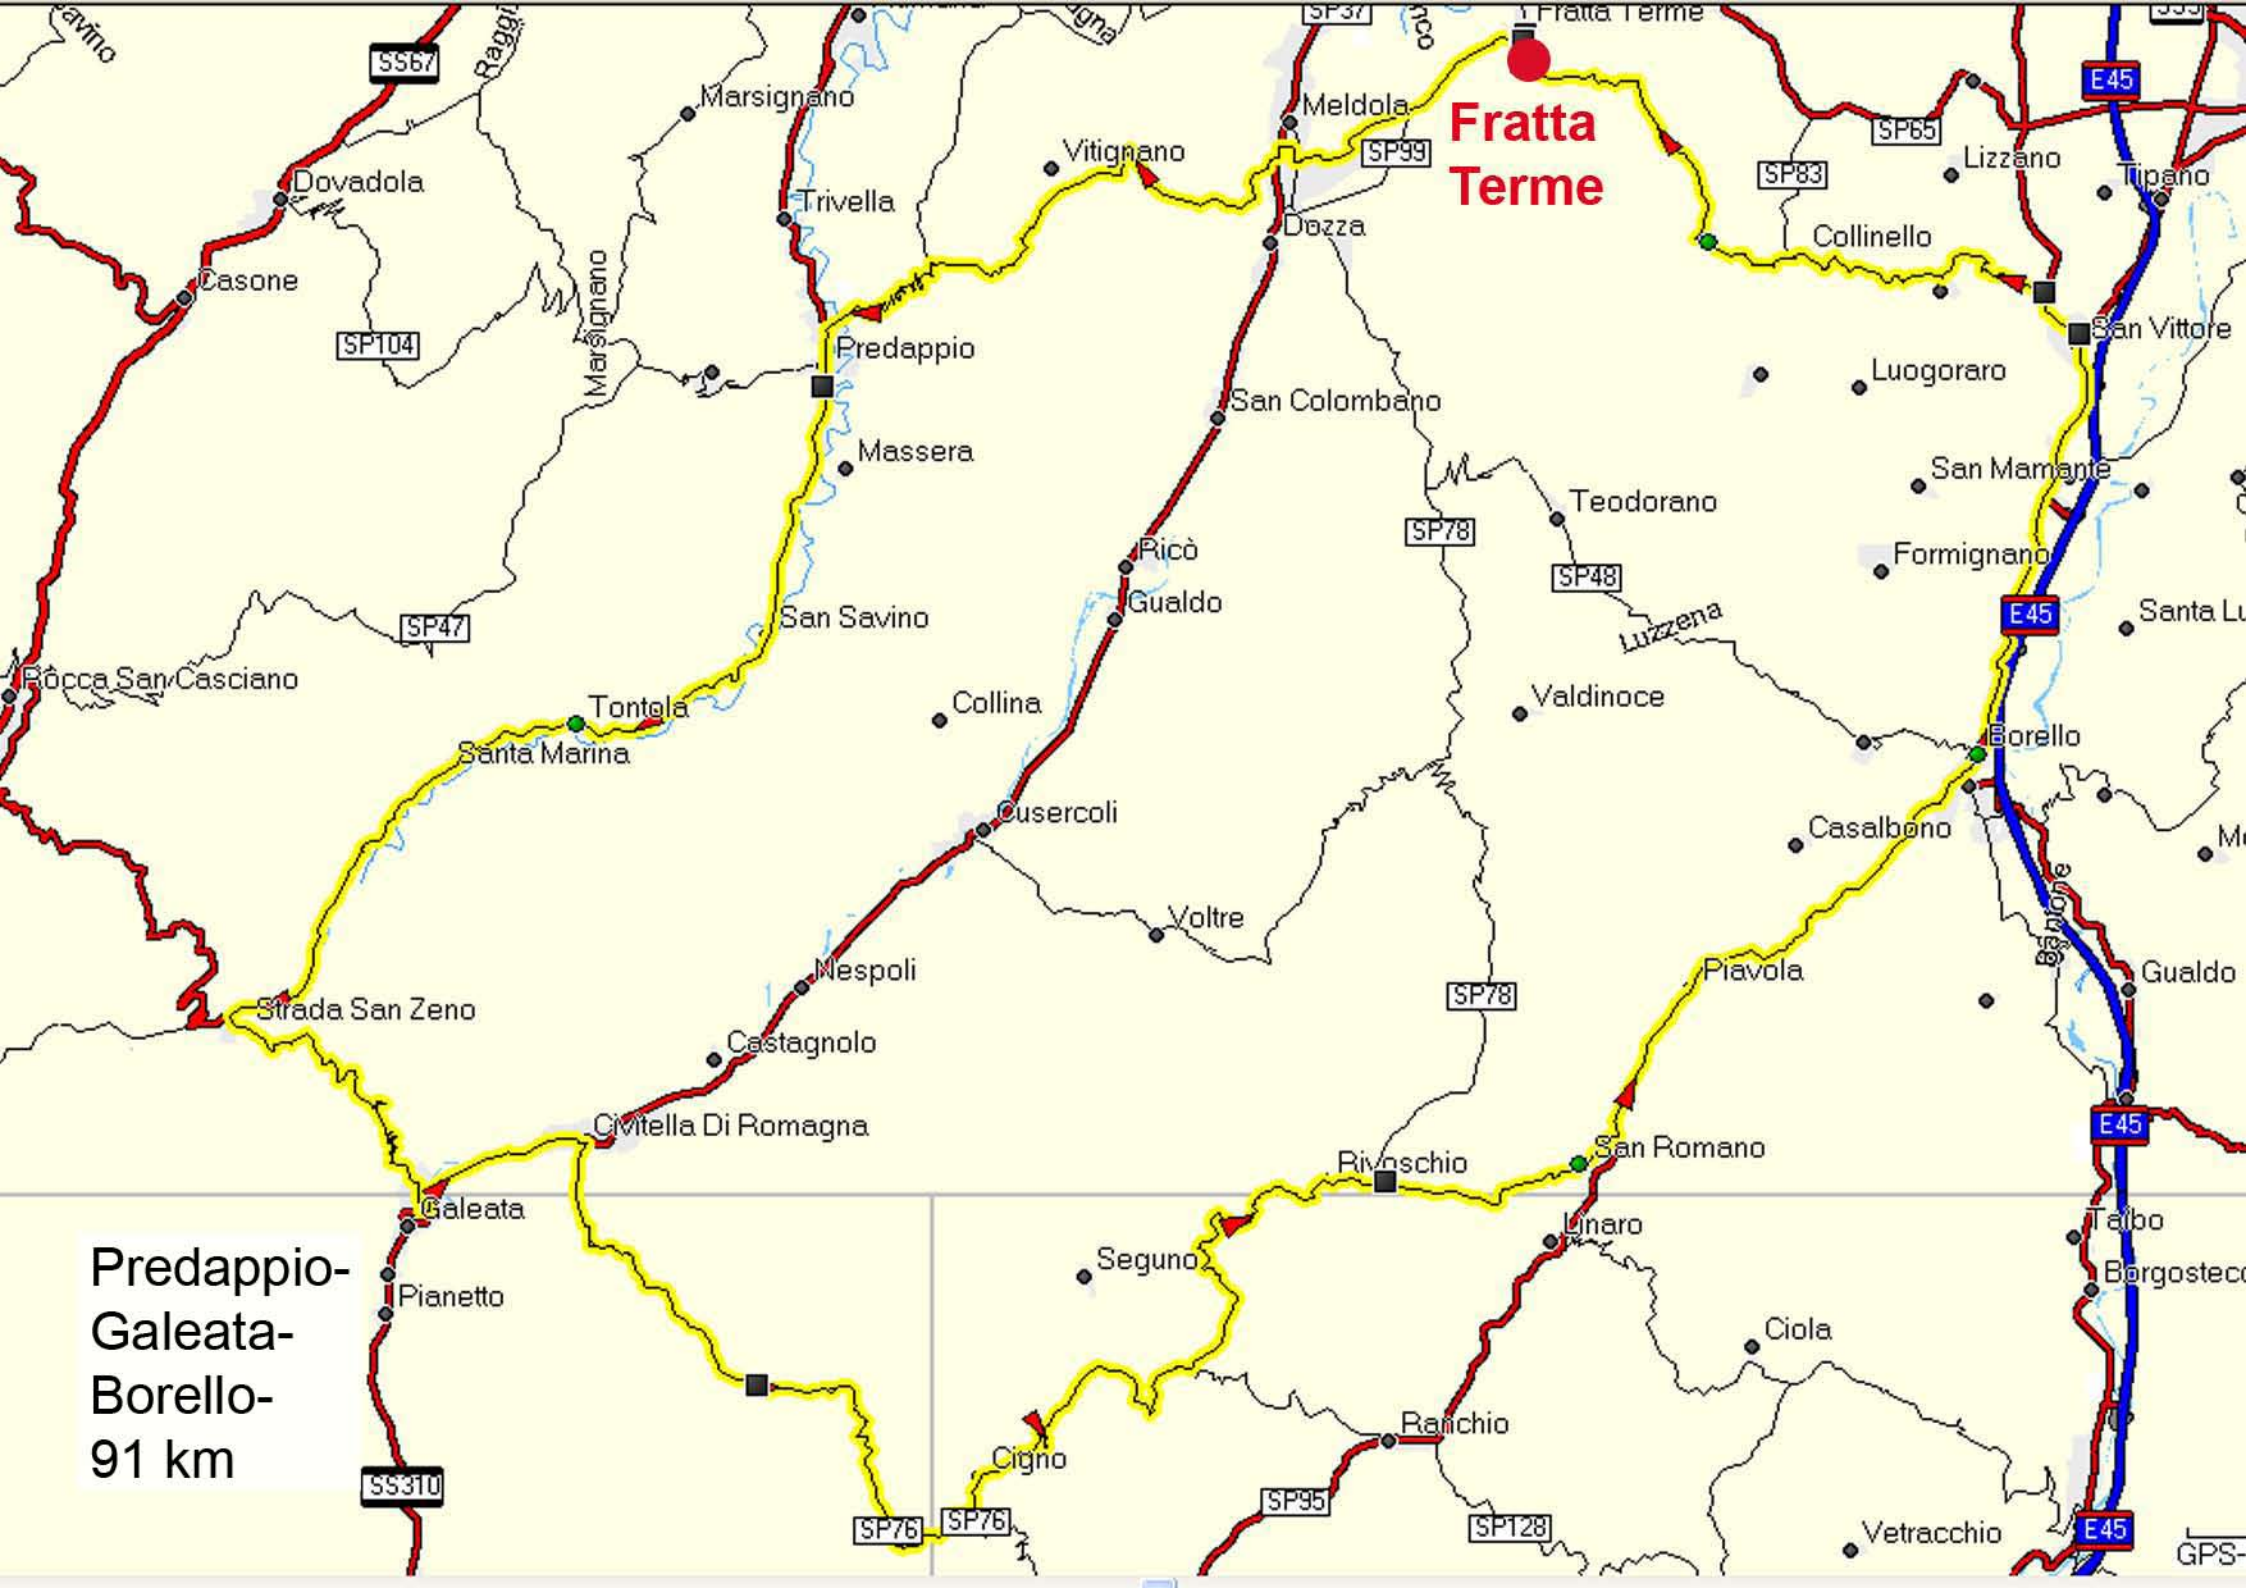 SP37
Fratta Terme
SS67
E45
Marsignano
Meldola
Fratta
Terme
SP65
SP99
Vitignano
Lizzano
SP83
Tipano
Dovadola
Trivella
Dozza
Collinello
Casone
San Vittore
SP104
Marsignano
Predappio
Luogoraro
San Colombano
Massera
San Mamante
Teodorano
SP78
Ricò
Formignano
SP48
Gualdo
E45
San Savino
SP47
Luzzena
Rocca San Casciano
Tontola
Collina
Valdinoce
Santa Marina
Borello
Cusercoli
Casalbono
Voltre
Nespoli
Piavola
Gualdo
SP78
Strada San Zeno
Castagnolo
Civitella Di Romagna
E45
San Romano
Rivoschio
Galeata
Linaro
Taibo
Predappio-
Galeata-
Borello-
91 km
Seguno
Pianetto
Ciola
Ranchio
Cigno
SS310
SP95
SP76
SP76
SP128
E45
Vetracchio
GPS-